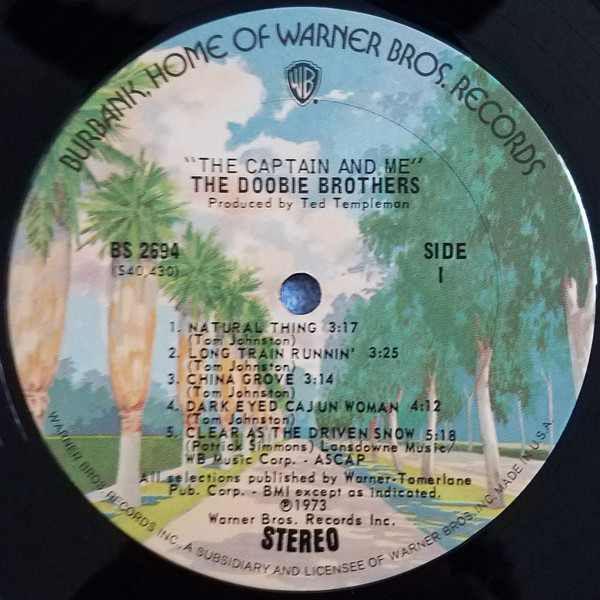 BURBANK, HOME OF WARNER BROS. RECORDS
WB
"THE CAPTAIN AND ME"
THE DOOBIE BROTHERS
Produced by Ted Templeman
BS 2694
(S40,430)
SIDE
1
1. NATURAL THING 3:17
(Tom Johnston)
2. LONG TRAIN RUNNIN' 3:25
(Tom Johnston)
3. CHINA GROVE 3:14
(Tom Johnston)
4. DARK EYED CAJUN WOMAN 4:12
(Tom Johnston)
5. CLEAR AS THE DRIVEN SNOW 5:18
(Patrick Simmons) Lansdowne Music/
WB Music Corp. - ASCAP
All selections published by Warner-Tamerlane
Pub. Corp. - BMI except as indicated.
℗1973
Warner Bros. Records Inc.
STEREO
WARNER BROS. RECORDS INC., A SUBSIDIARY AND LICENSEE OF WARNER BROS. INC. MADE IN U.S.A.